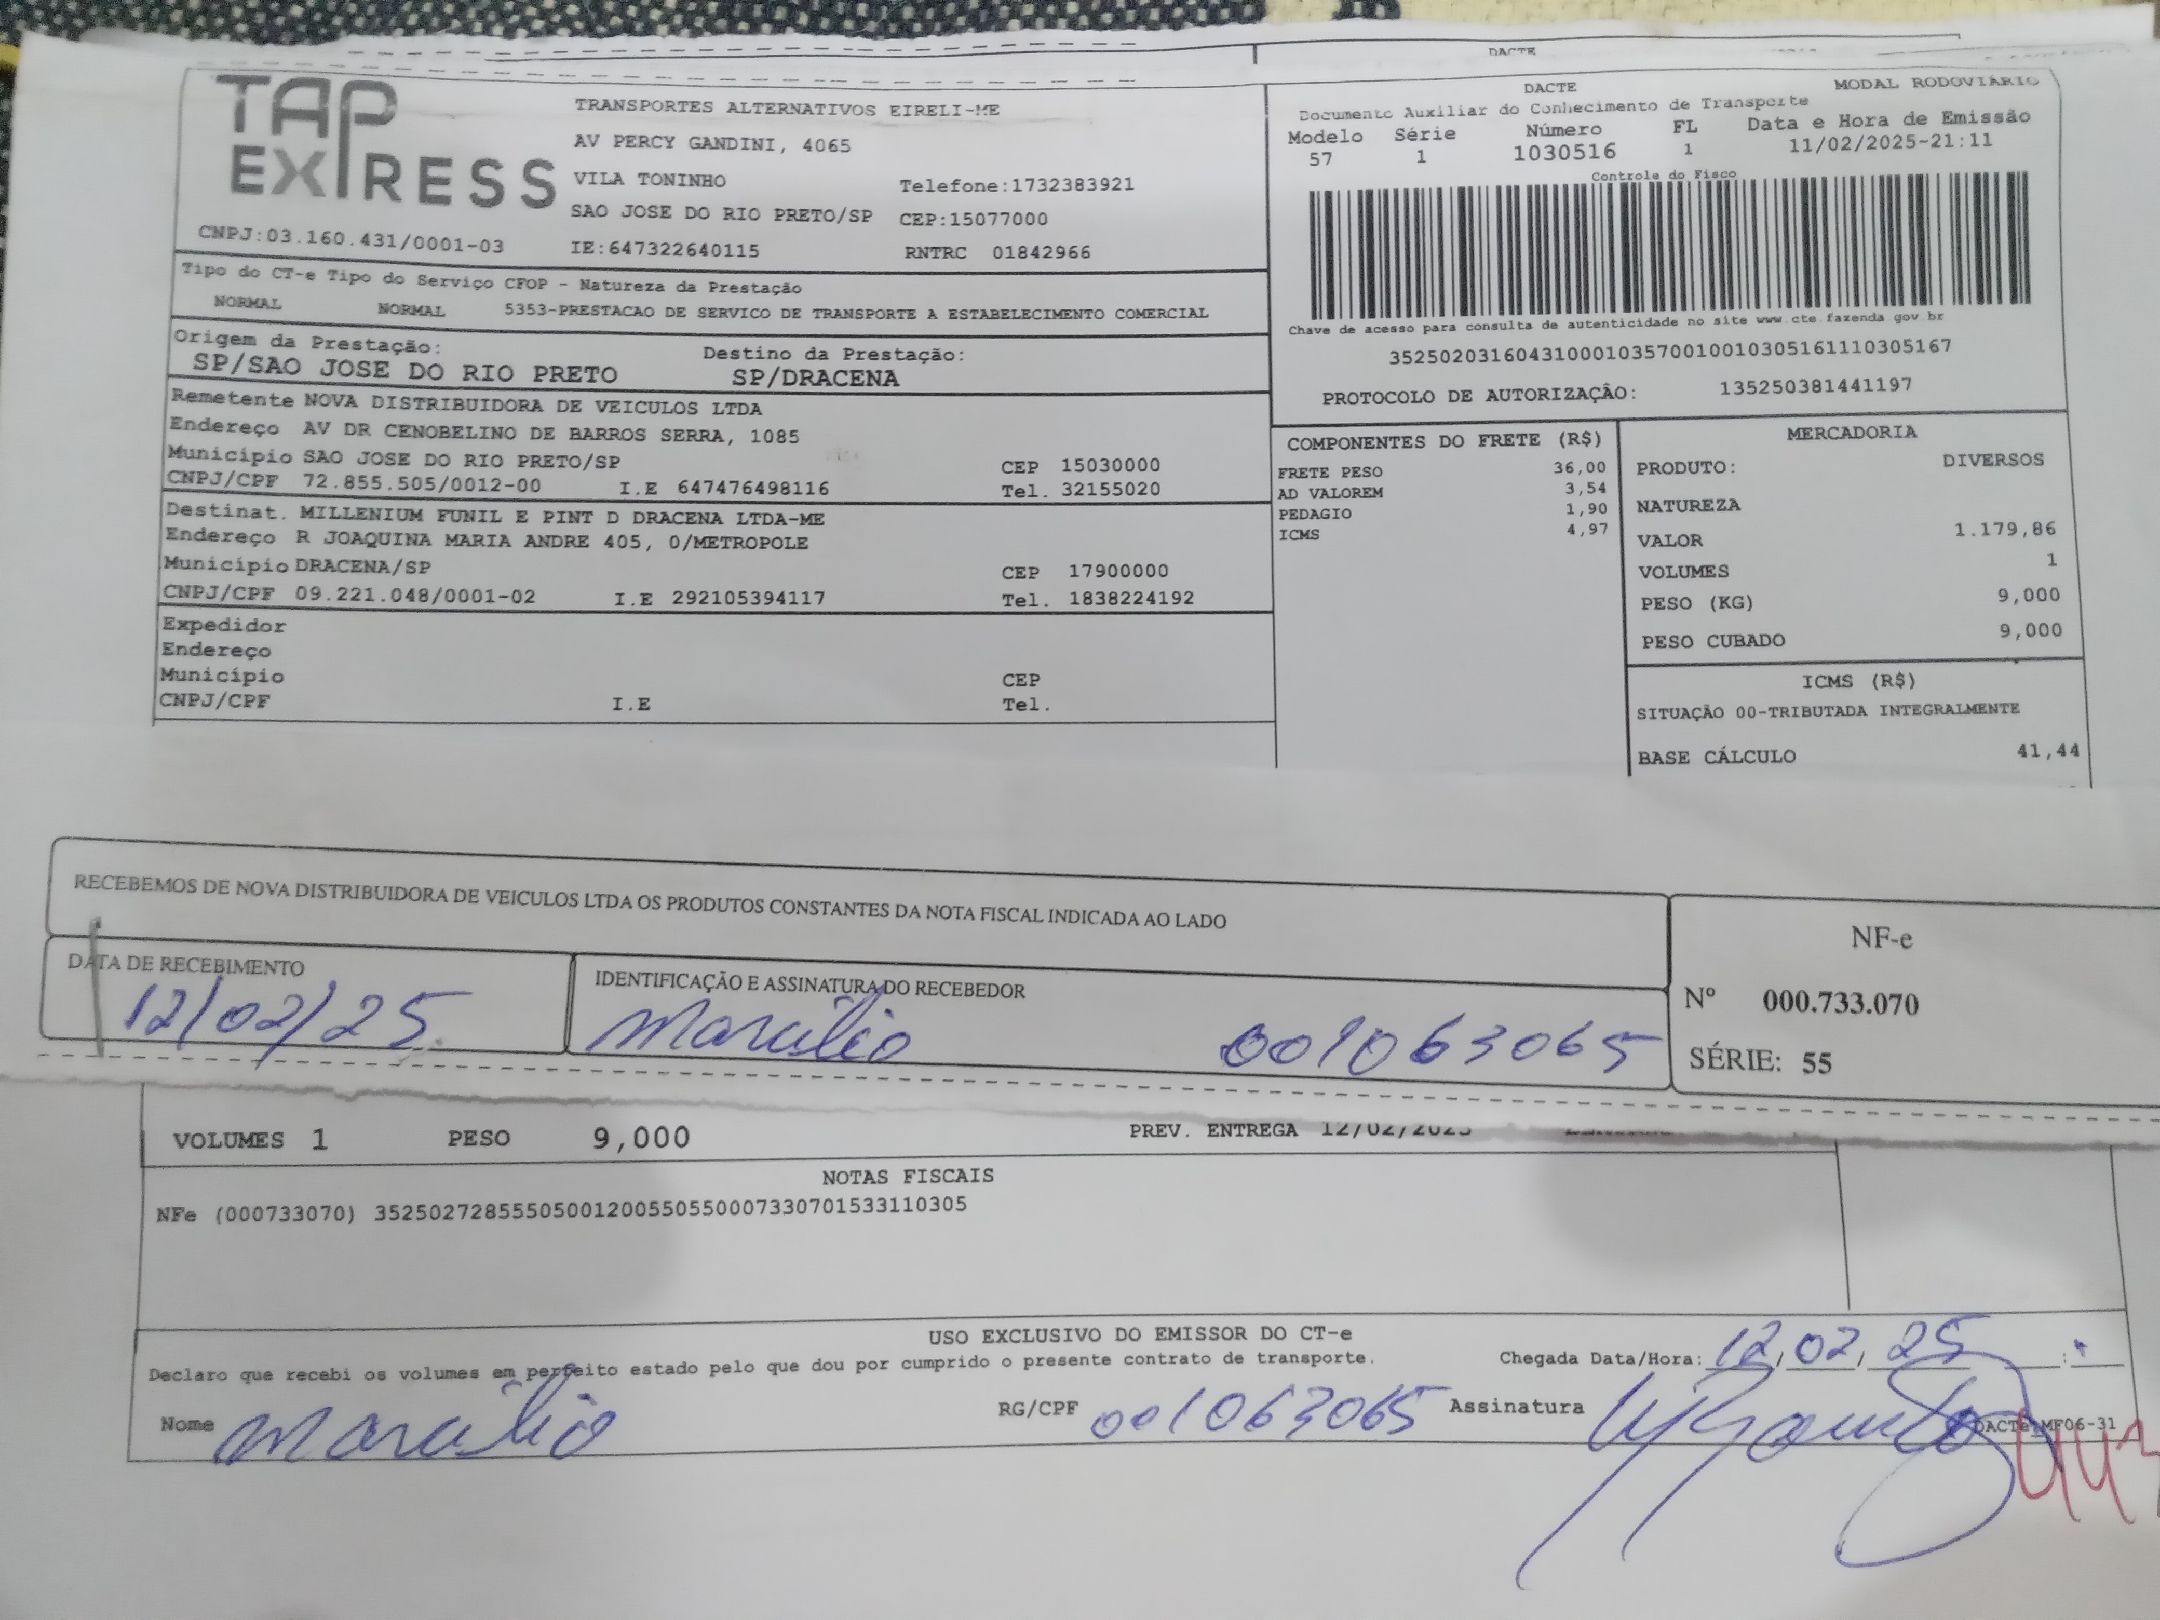 DACTE
TAP EXPRESS
TRANSPORTES ALTERNATIVOS EIRELI-ME
AV PERCY GANDINI, 4065
VILA TONINHO Telefone:1732383921
SAO JOSE DO RIO PRETO/SP CEP:15077000
CNPJ:03.160.431/0001-03 IE:647322640115 RNTRC 01842966
DACTE MODAL RODOVIÁRIO
Documento Auxiliar do Conhecimento de Transporte
Modelo Série Número FL Data e Hora de Emissão
57 1 1030516 1 11/02/2025-21:11
Controle do Fisco
Chave de acesso para consulta de autenticidade no site www.cte.fazenda.gov.br
35250203160431000103570010010305161110305167
PROTOCOLO DE AUTORIZAÇÃO: 135250381441197
Tipo do CT-e Tipo do Serviço CFOP - Natureza da Prestação
NORMAL NORMAL 5353-PRESTACAO DE SERVICO DE TRANSPORTE A ESTABELECIMENTO COMERCIAL
Origem da Prestação: Destino da Prestação:
SP/SAO JOSE DO RIO PRETO SP/DRACENA
Remetente NOVA DISTRIBUIDORA DE VEICULOS LTDA
Endereço AV DR CENOBELINO DE BARROS SERRA, 1085
Município SAO JOSE DO RIO PRETO/SP CEP 15030000
CNPJ/CPF 72.855.505/0012-00 I.E 647476498116 Tel. 32155020
Destinat. MILLENIUM FUNIL E PINT D DRACENA LTDA-ME
Endereço R JOAQUINA MARIA ANDRE 405, 0/METROPOLE
Município DRACENA/SP CEP 17900000
CNPJ/CPF 09.221.048/0001-02 I.E 292105394117 Tel. 1838224192
Expedidor
Endereço
Município CEP
CNPJ/CPF I.E Tel.
COMPONENTES DO FRETE (R$)
FRETE PESO 36,00
AD VALOREM 3,54
PEDAGIO 1,90
ICMS 4,97
MERCADORIA
PRODUTO: DIVERSOS
NATUREZA
VALOR 1.179,86
VOLUMES 1
PESO (KG) 9,000
PESO CUBADO 9,000
ICMS (R$)
SITUAÇÃO 00-TRIBUTADA INTEGRALMENTE
BASE CÁLCULO 41,44
RECEBEMOS DE NOVA DISTRIBUIDORA DE VEICULOS LTDA OS PRODUTOS CONSTANTES DA NOTA FISCAL INDICADA AO LADO
DATA DE RECEBIMENTO IDENTIFICAÇÃO E ASSINATURA DO RECEBEDOR
12/02/25 Marcilio 001063065
NF-e
Nº 000.733.070
SÉRIE: 55
VOLUMES 1 PESO 9,000 PREV. ENTREGA 12/02/2025
NOTAS FISCAIS
NFe (000733070) 35250272855505001200550550007330701533110305
USO EXCLUSIVO DO EMISSOR DO CT-e
Declaro que recebi os volumes em perfeito estado pelo que dou por cumprido o presente contrato de transporte. Chegada Data/Hora: 12/02/25 :
Nome Marcilio RG/CPF 001063065 Assinatura
DACTe_MF06-31